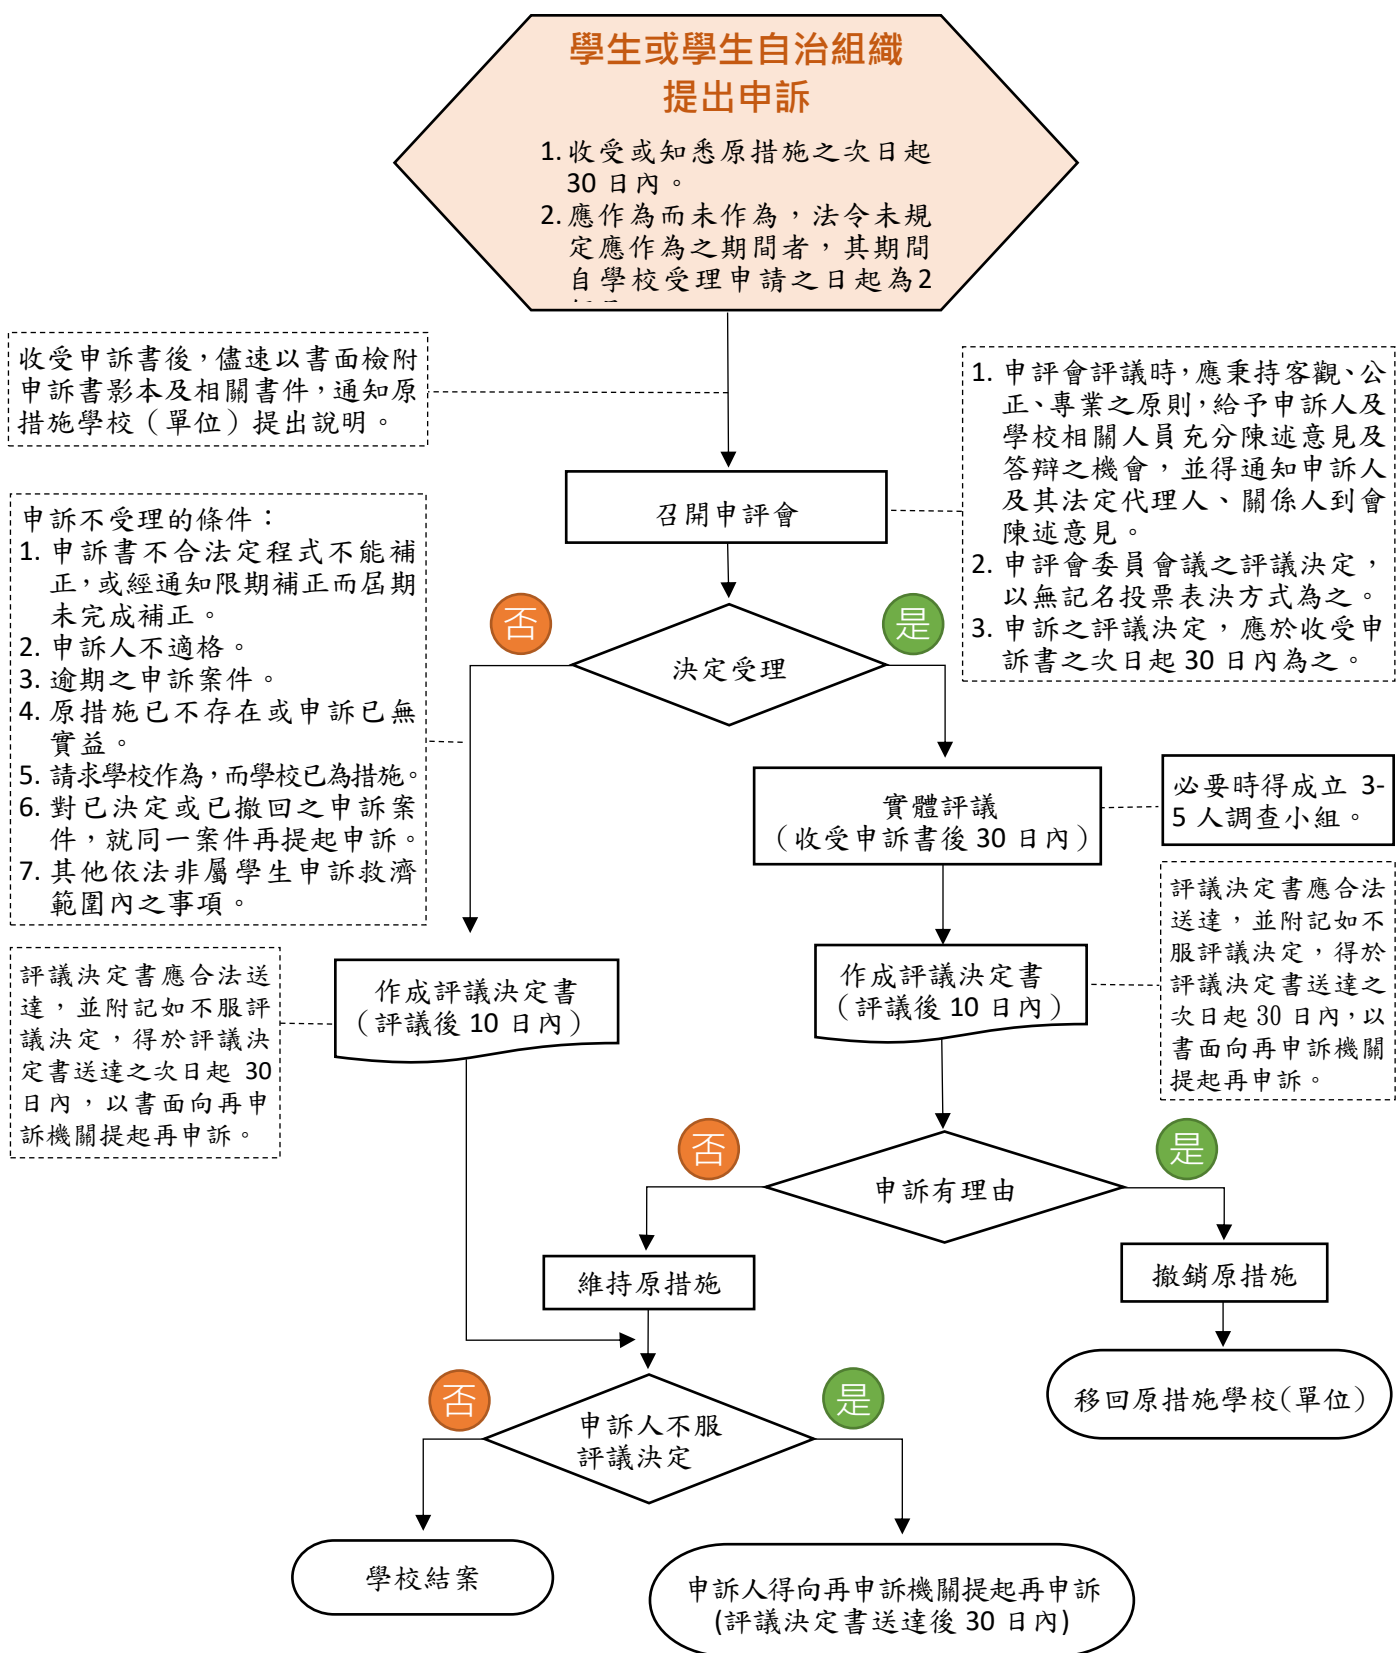 學生或學生自治組織
提出申訴
1. 收受或知悉原措施之次日起
30 日內。
2. 應作為而未作為，法令未規
定應作為之期間者，其期間
自學校受理申請之日起為2
收受申訴書後，儘速以書面檢附
申訴書影本及相關書件，通知原
措施學校（單位）提出說明。
1. 申評會評議時，應秉持客觀、公
正、專業之原則，給予申訴人及
學校相關人員充分陳述意見及
答辯之機會，並得通知申訴人
及其法定代理人、關係人到會
陳述意見。
2. 申評會委員會議之評議決定，
以無記名投票表決方式為之。
3. 申訴之評議決定，應於收受申
訴書之次日起 30 日內為之。
召開申評會
申訴不受理的條件：
1. 申訴書不合法定程式不能補
正，或經通知限期補正而屆期
未完成補正。
2. 申訴人不適格。
3. 逾期之申訴案件。
4. 原措施已不存在或申訴已無
實益。
5. 請求學校作為，而學校已為措施。
6. 對已決定或已撤回之申訴案
件，就同一案件再提起申訴。
7. 其他依法非屬學生申訴救濟
範圍內之事項。
否
是
決定受理
實體評議
（收受申訴書後 30 日內）
必要時得成立 3-
5 人調查小組。
評議決定書應合法
送達，並附記如不
服評議決定，得於
評議決定書送達之
次日起 30 日內，以
書面向再申訴機關
提起再申訴。
評議決定書應合法送
達，並附記如不服評
議決定，得於評議決
定書送達之次日起 30
日內，以書面向再申
訴機關提起再申訴。
作成評議決定書
（評議後 10 日內）
作成評議決定書
（評議後 10 日內）
否
是
申訴有理由
維持原措施
撤銷原措施
移回原措施學校(單位)
否
是
申訴人不服
評議決定
學校結案
申訴人得向再申訴機關提起再申訴
(評議決定書送達後 30 日內)